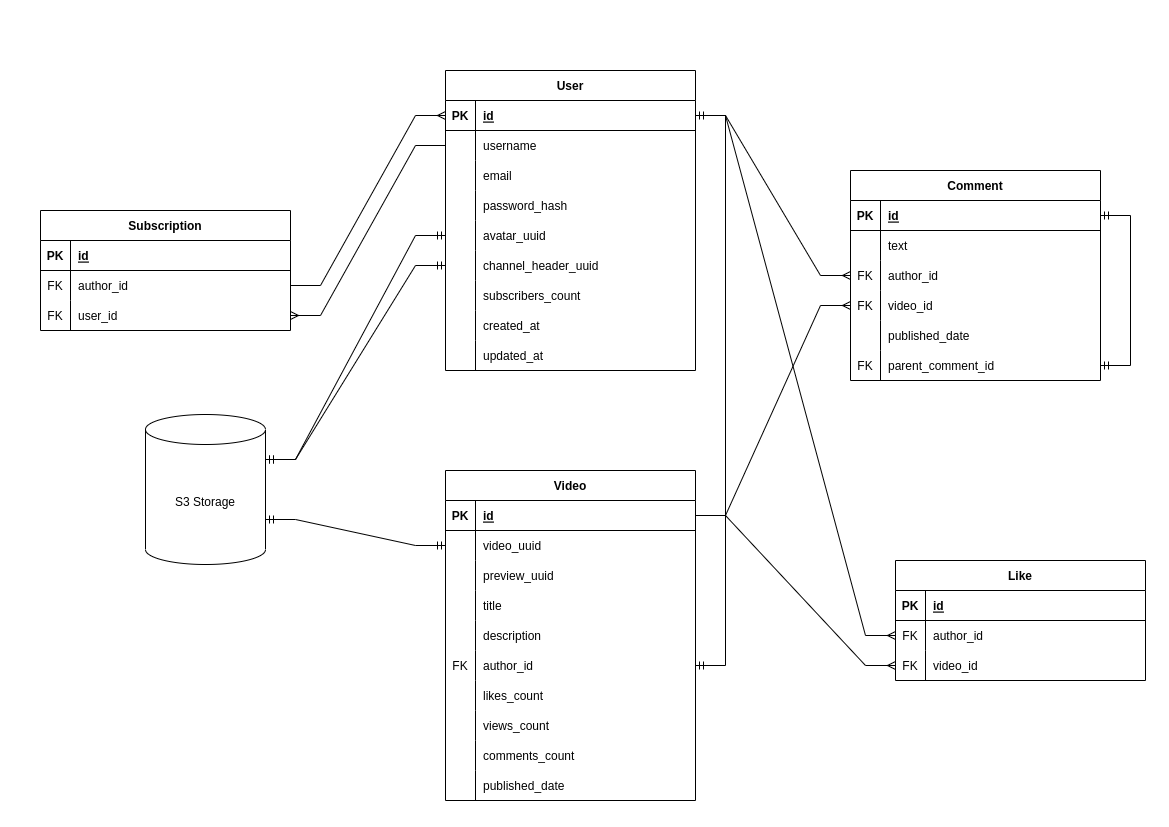 User
PK id
username
email
password_hash
avatar_uuid
channel_header_uuid
subscribers_count
created_at
updated_at
Subscription
PK id
FK author_id
FK user_id
Comment
PK id
text
FK author_id
FK video_id
published_date
FK parent_comment_id
S3 Storage
Video
PK id
video_uuid
preview_uuid
title
description
FK author_id
likes_count
views_count
comments_count
published_date
Like
PK id
FK author_id
FK video_id